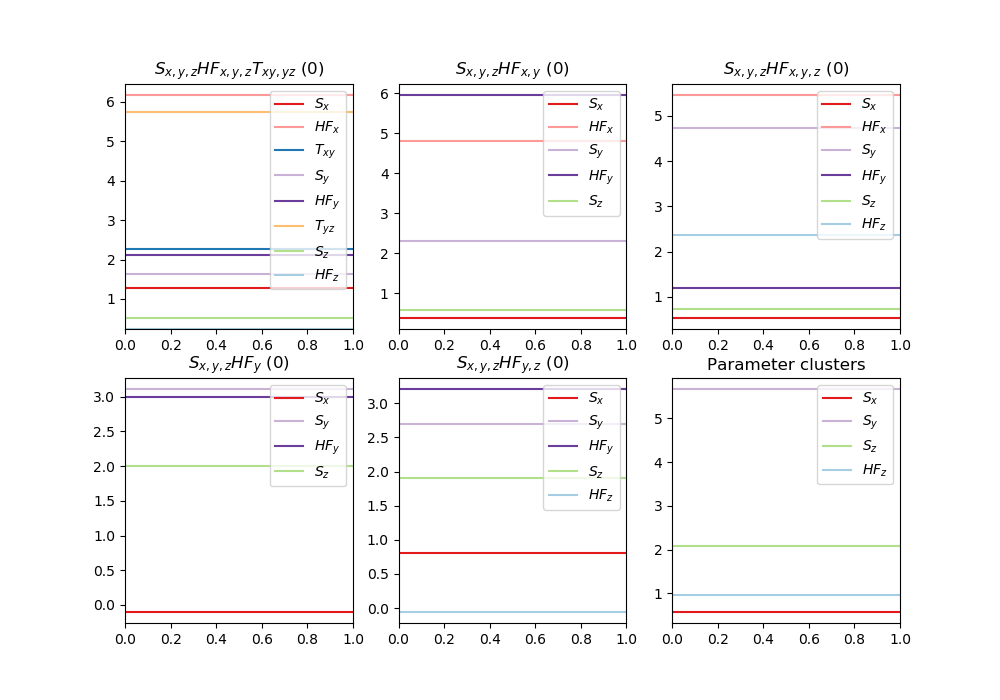 $S_{x,y,z}HF_{x,y,z}T_{xy,yz}$ (0)
6
5
4
3
2
1
0.0 0.2 0.4 0.6 0.8 1.0
$S_x$
$HF_x$
$T_{xy}$
$S_y$
$HF_y$
$T_{yz}$
$S_z$
$HF_z$
$S_{x,y,z}HF_{x,y}$ (0)
6
5
4
3
2
1
0.0 0.2 0.4 0.6 0.8 1.0
$S_x$
$HF_x$
$S_y$
$HF_y$
$S_z$
$S_{x,y,z}HF_{x,y,z}$ (0)
5
4
3
2
1
0.0 0.2 0.4 0.6 0.8 1.0
$S_x$
$HF_x$
$S_y$
$HF_y$
$S_z$
$HF_z$
$S_{x,y,z}HF_y$ (0)
3.0
2.5
2.0
1.5
1.0
0.5
0.0
0.0 0.2 0.4 0.6 0.8 1.0
$S_x$
$S_y$
$HF_y$
$S_z$
$S_{x,y,z}HF_{y,z}$ (0)
3.0
2.5
2.0
1.5
1.0
0.5
0.0
0.0 0.2 0.4 0.6 0.8 1.0
$S_x$
$S_y$
$HF_y$
$S_z$
$HF_z$
Parameter clusters
5
4
3
2
1
0.0 0.2 0.4 0.6 0.8 1.0
$S_x$
$S_y$
$S_z$
$HF_z$